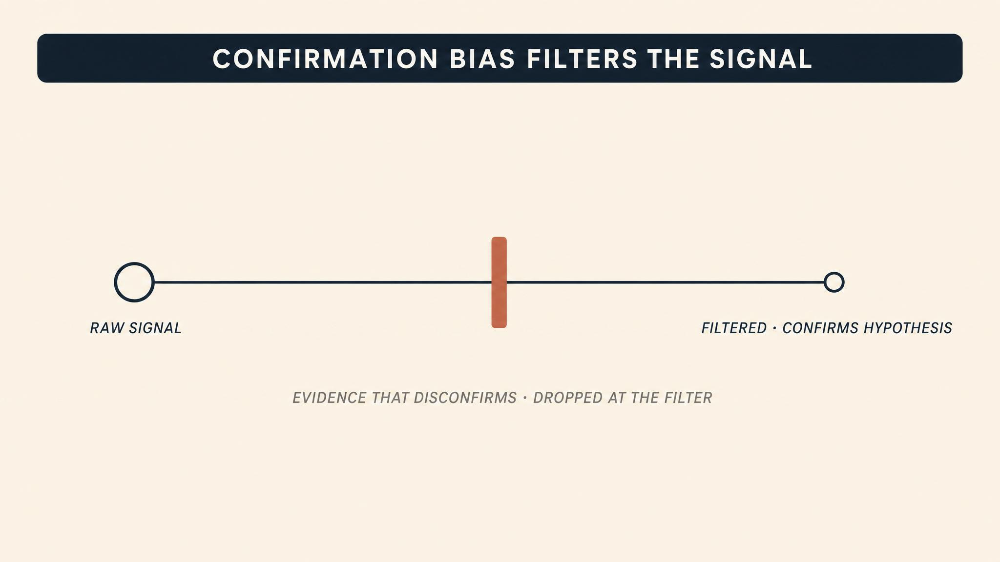 CONFIRMATION BIAS FILTERS THE SIGNAL
RAW SIGNAL
FILTERED · CONFIRMS HYPOTHESIS
EVIDENCE THAT DISCONFIRMS · DROPPED AT THE FILTER